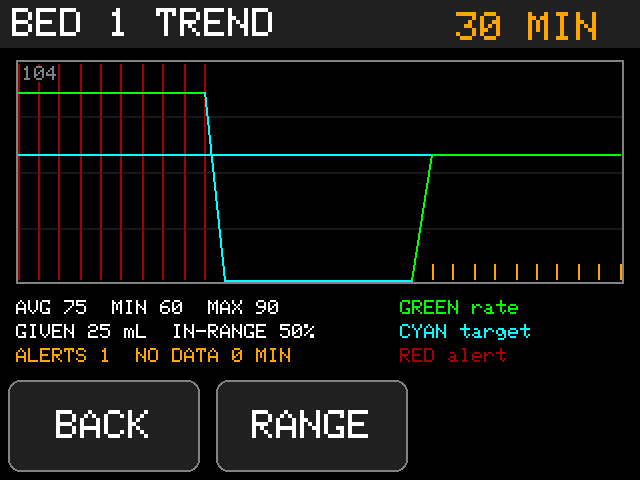 BED 1 TREND
30 MIN
104
AVG 75 MIN 60 MAX 90
GIVEN 25 mL IN-RANGE 50%
ALERTS 1 NO DATA 0 MIN
GREEN rate
CYAN target
RED alert
BACK
RANGE